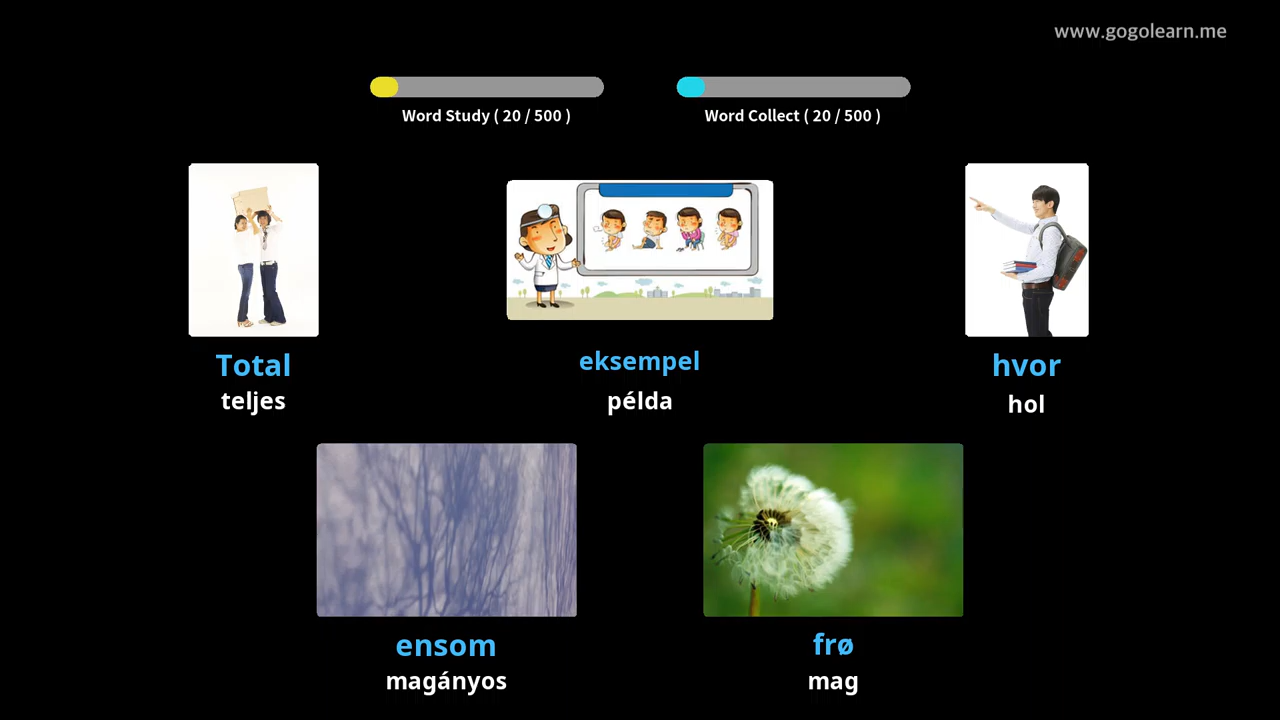 www.gogolearn.me
Word Study ( 20 / 500 )
Word Collect ( 20 / 500 )
Total
teljes
eksempel
példa
hvor
hol
ensom
magányos
frø
mag